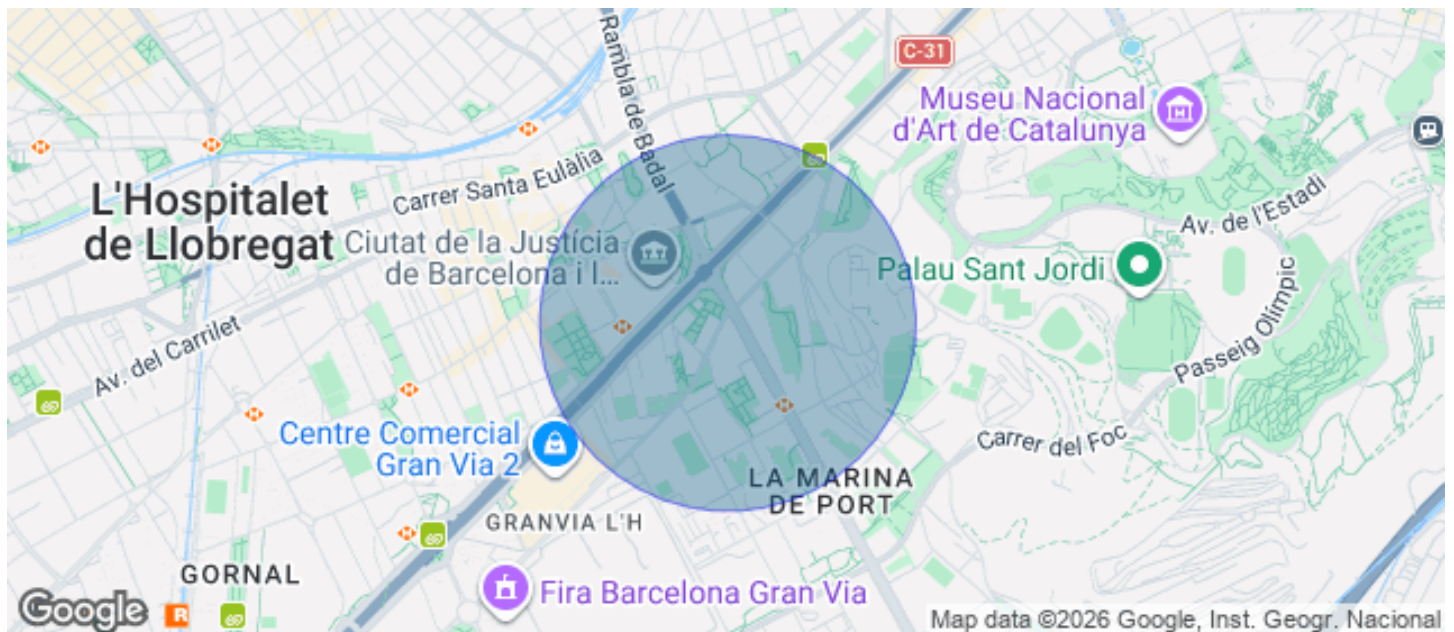 C-31
Rambla de Badal
Museu Nacional
d'Art de Catalunya
Carrer Santa Eulàlia
L'Hospitalet
de Llobregat
Av. de l'Estadi
Ciutat de la Justícia
de Barcelona i l...
Palau Sant Jordi
Passeig Olímpic
Av. del Carrilet
Centre Comercial
Gran Via 2
Carrer del Foc
LA MARINA
DE PORT
GRANVIA L'H
GORNAL
Fira Barcelona Gran Via
Google
R
Map data ©2026 Google, Inst. Geogr. Nacional